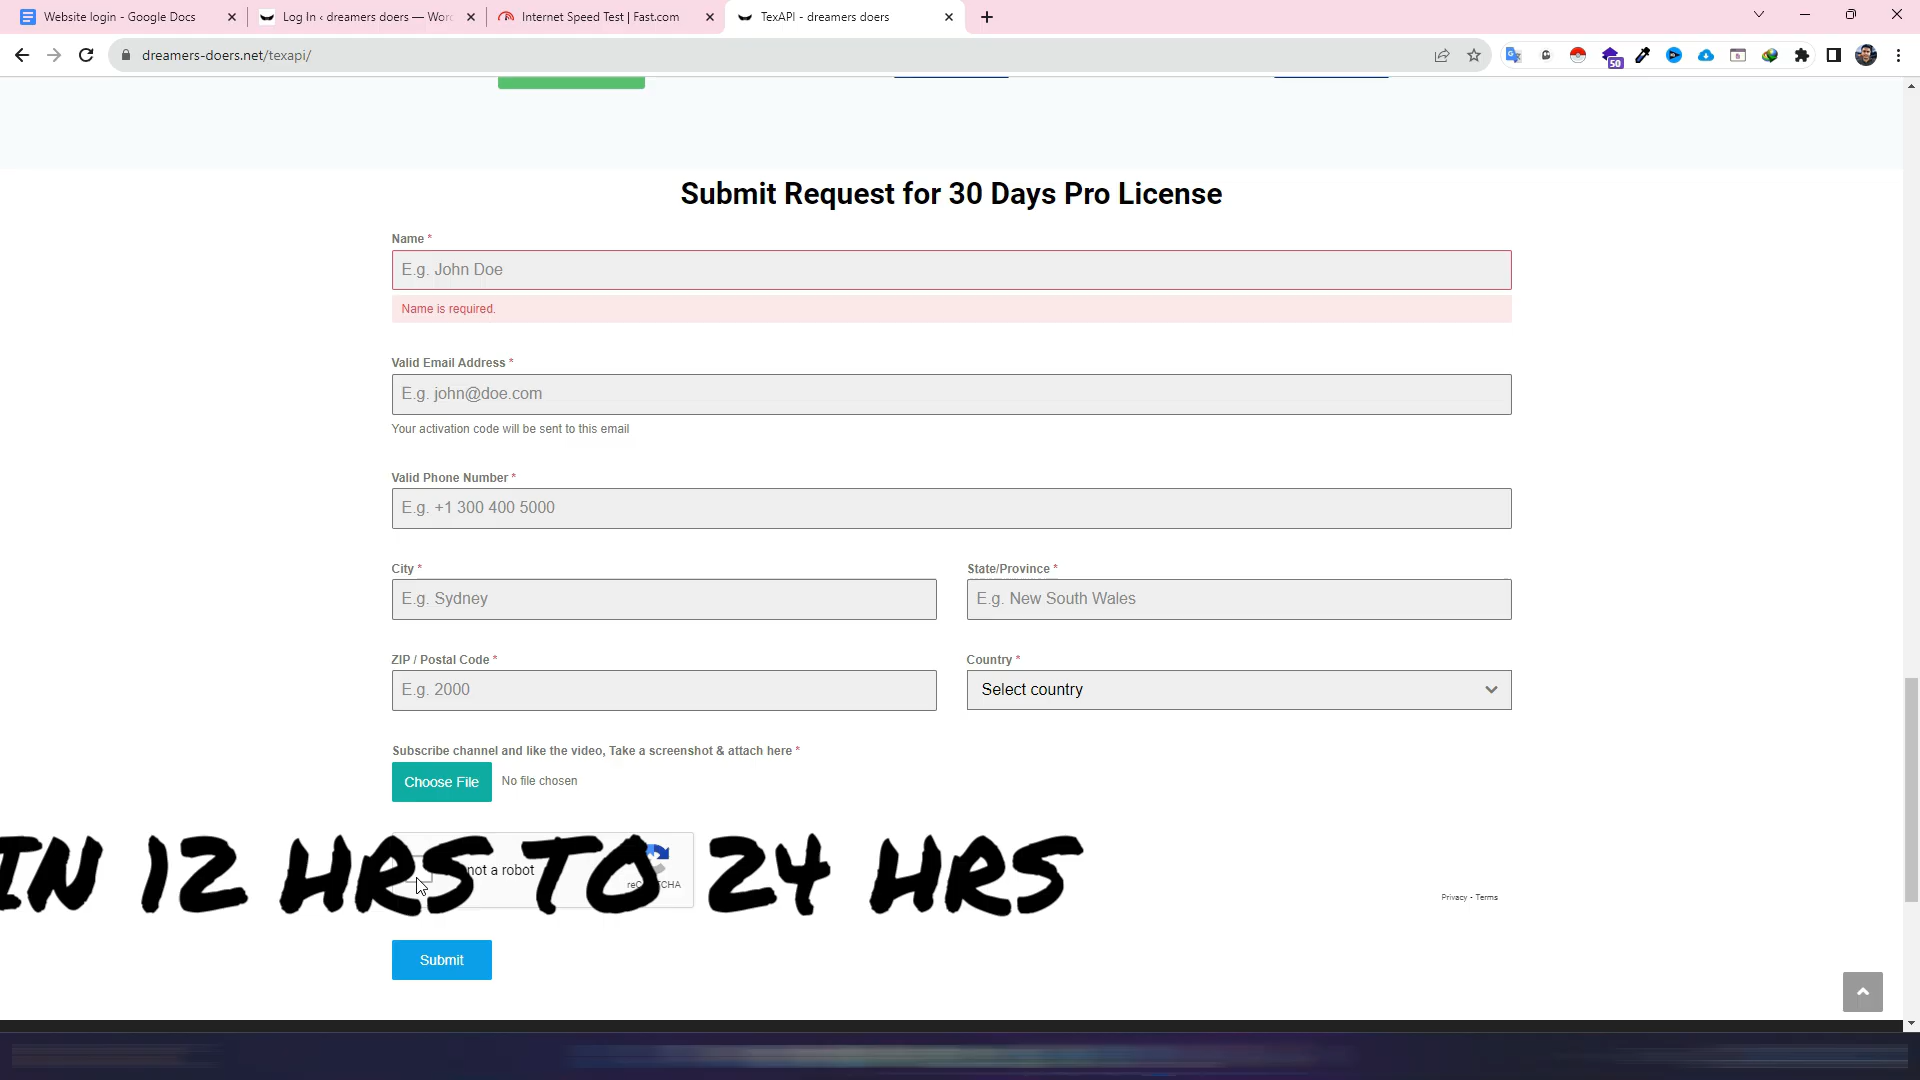 Website login - Google Docs
Log In ‹ dreamers doers — Wor
Internet Speed Test | Fast.com
TexAPI - dreamers doers
dreamers-doers.net/texapi/
50
Submit Request for 30 Days Pro License
Name *
E.g. John Doe
Name is required.
Valid Email Address *
E.g. john@doe.com
Your activation code will be sent to this email
Valid Phone Number *
E.g. +1 300 400 5000
City *
State/Province *
E.g. Sydney
E.g. New South Wales
ZIP / Postal Code *
Country *
E.g. 2000
Select country
Subscribe channel and like the video, Take a screenshot & attach here *
Choose File
No file chosen
IN 12 HRS TO 24 HRS
not a robot
Privacy - Terms
Submit